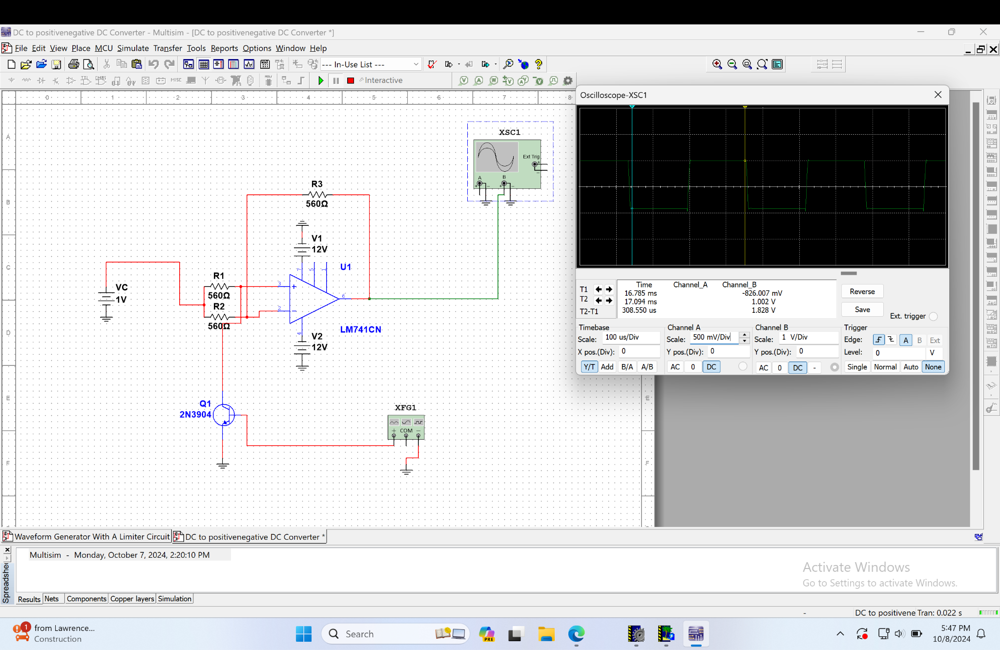 DC to positivenegative DC Converter - Multisim - [DC to positivenegative DC Converter *]
File Edit View Place MCU Simulate Transfer Tools Reports Options Window Help
--- In-Use List ---
MISC
Interactive
Oscilloscope-XSC1
0 1 2 3 4 5 6 7 8
A
B
C
D
E
F
XSC1
Ext Trig
A
B
R3
560Ω
V1
12V
U1
7 5 1
R1
560Ω
VC
1V
3
6
2
R2
560Ω
4
LM741CN
V2
12V
Q1
2N3904
XFG1
+ COM −
E
F
Time Channel_A Channel_B
T1 16.785 ms -826.007 mV
T2 17.094 ms 1.002 V
T2-T1 308.550 us 1.828 V
Reverse
Save
Ext. trigger
Timebase Channel A Channel B Trigger
Scale: 100 us/Div Scale: 500 mV/Div Scale: 1 V/Div Edge: A B Ext
X pos.(Div): 0 Y pos.(Div): 0 Y pos.(Div): 0 Level: 0 V
Y/T Add B/A A/B AC 0 DC AC 0 DC - Single Normal Auto None
Waveform Generator With A Limiter Circuit DC to positivenegative DC Converter *
Multisim - Monday, October 7, 2024, 2:20:10 PM
Activate Windows
Go to Settings to activate Windows.
Results Nets Components Copper layers Simulation
- DC to positivene Tran: 0.022 s
1
from Lawrence...
Construction
Search
PRE
5:47 PM
10/8/2024